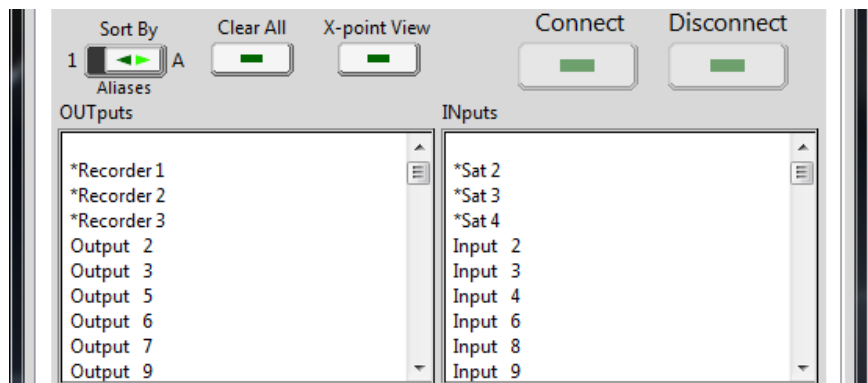 Sort By Clear All X-point View Connect Disconnect
1 A
Aliases
OUTputs INputs
*Recorder 1 *Sat 2
*Recorder 2 *Sat 3
*Recorder 3 *Sat 4
Output 2 Input 2
Output 3 Input 3
Output 5 Input 4
Output 6 Input 6
Output 7 Input 8
Output 9 Input 9